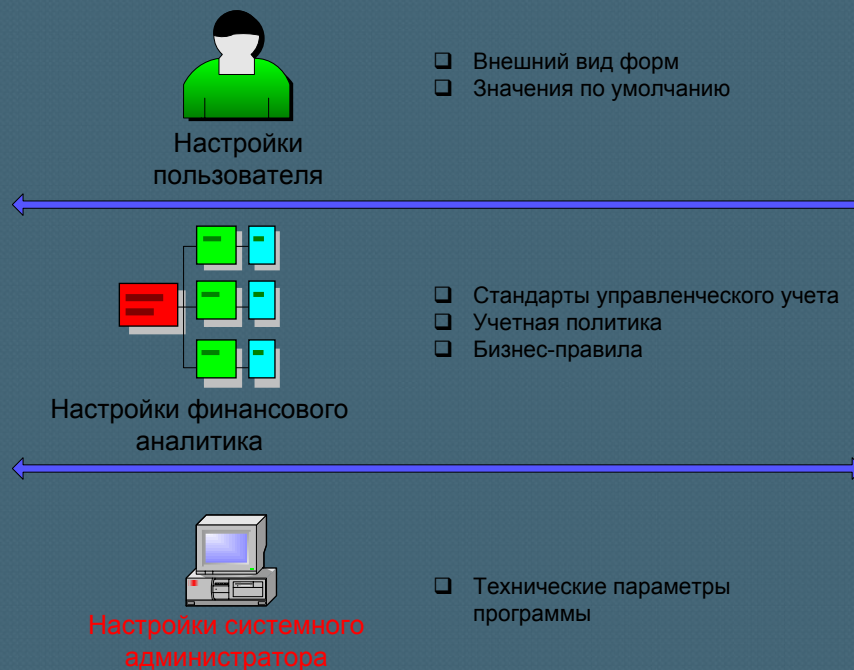 Внешний вид форм
Значения по умолчанию
Настройки
пользователя
Стандарты управленческого учета
Учетная политика
Бизнес-правила
Настройки финансового
аналитика
Технические параметры
программы
Настройки системного
администратора